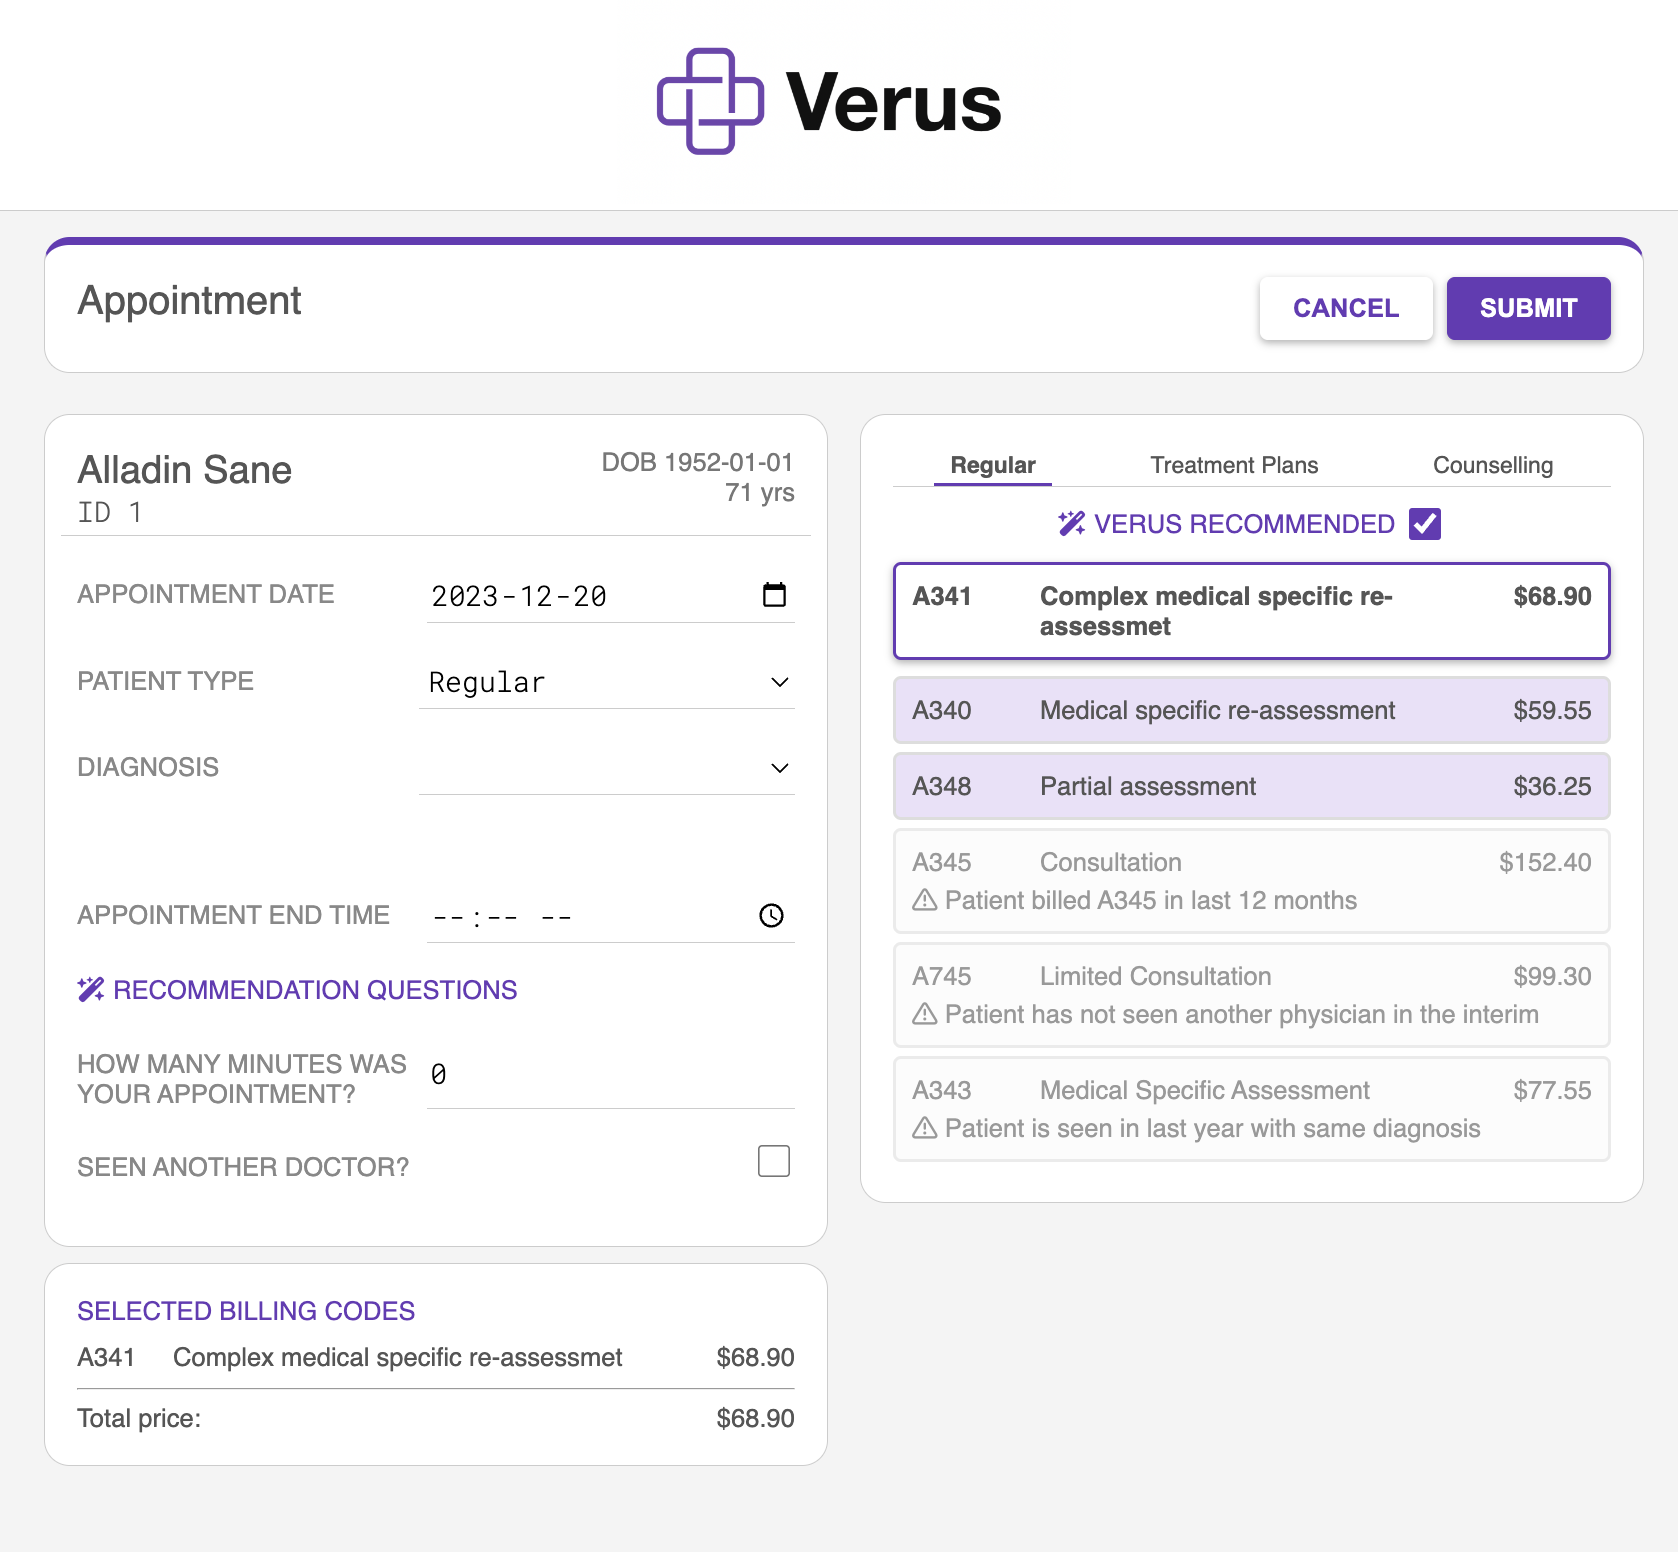 Verus
Appointment
CANCEL
SUBMIT
Alladin Sane
ID 1
DOB 1952-01-01
71 yrs
APPOINTMENT DATE
2023-12-20
PATIENT TYPE
Regular
DIAGNOSIS
APPOINTMENT END TIME
--:-- --
RECOMMENDATION QUESTIONS
HOW MANY MINUTES WAS
YOUR APPOINTMENT?
0
SEEN ANOTHER DOCTOR?
SELECTED BILLING CODES
A341 Complex medical specific re-assessmet $68.90
Total price: $68.90
Regular Treatment Plans Counselling
VERUS RECOMMENDED
A341 Complex medical specific re- $68.90
assessmet
A340 Medical specific re-assessment $59.55
A348 Partial assessment $36.25
A345 Consultation $152.40
Patient billed A345 in last 12 months
A745 Limited Consultation $99.30
Patient has not seen another physician in the interim
A343 Medical Specific Assessment $77.55
Patient is seen in last year with same diagnosis